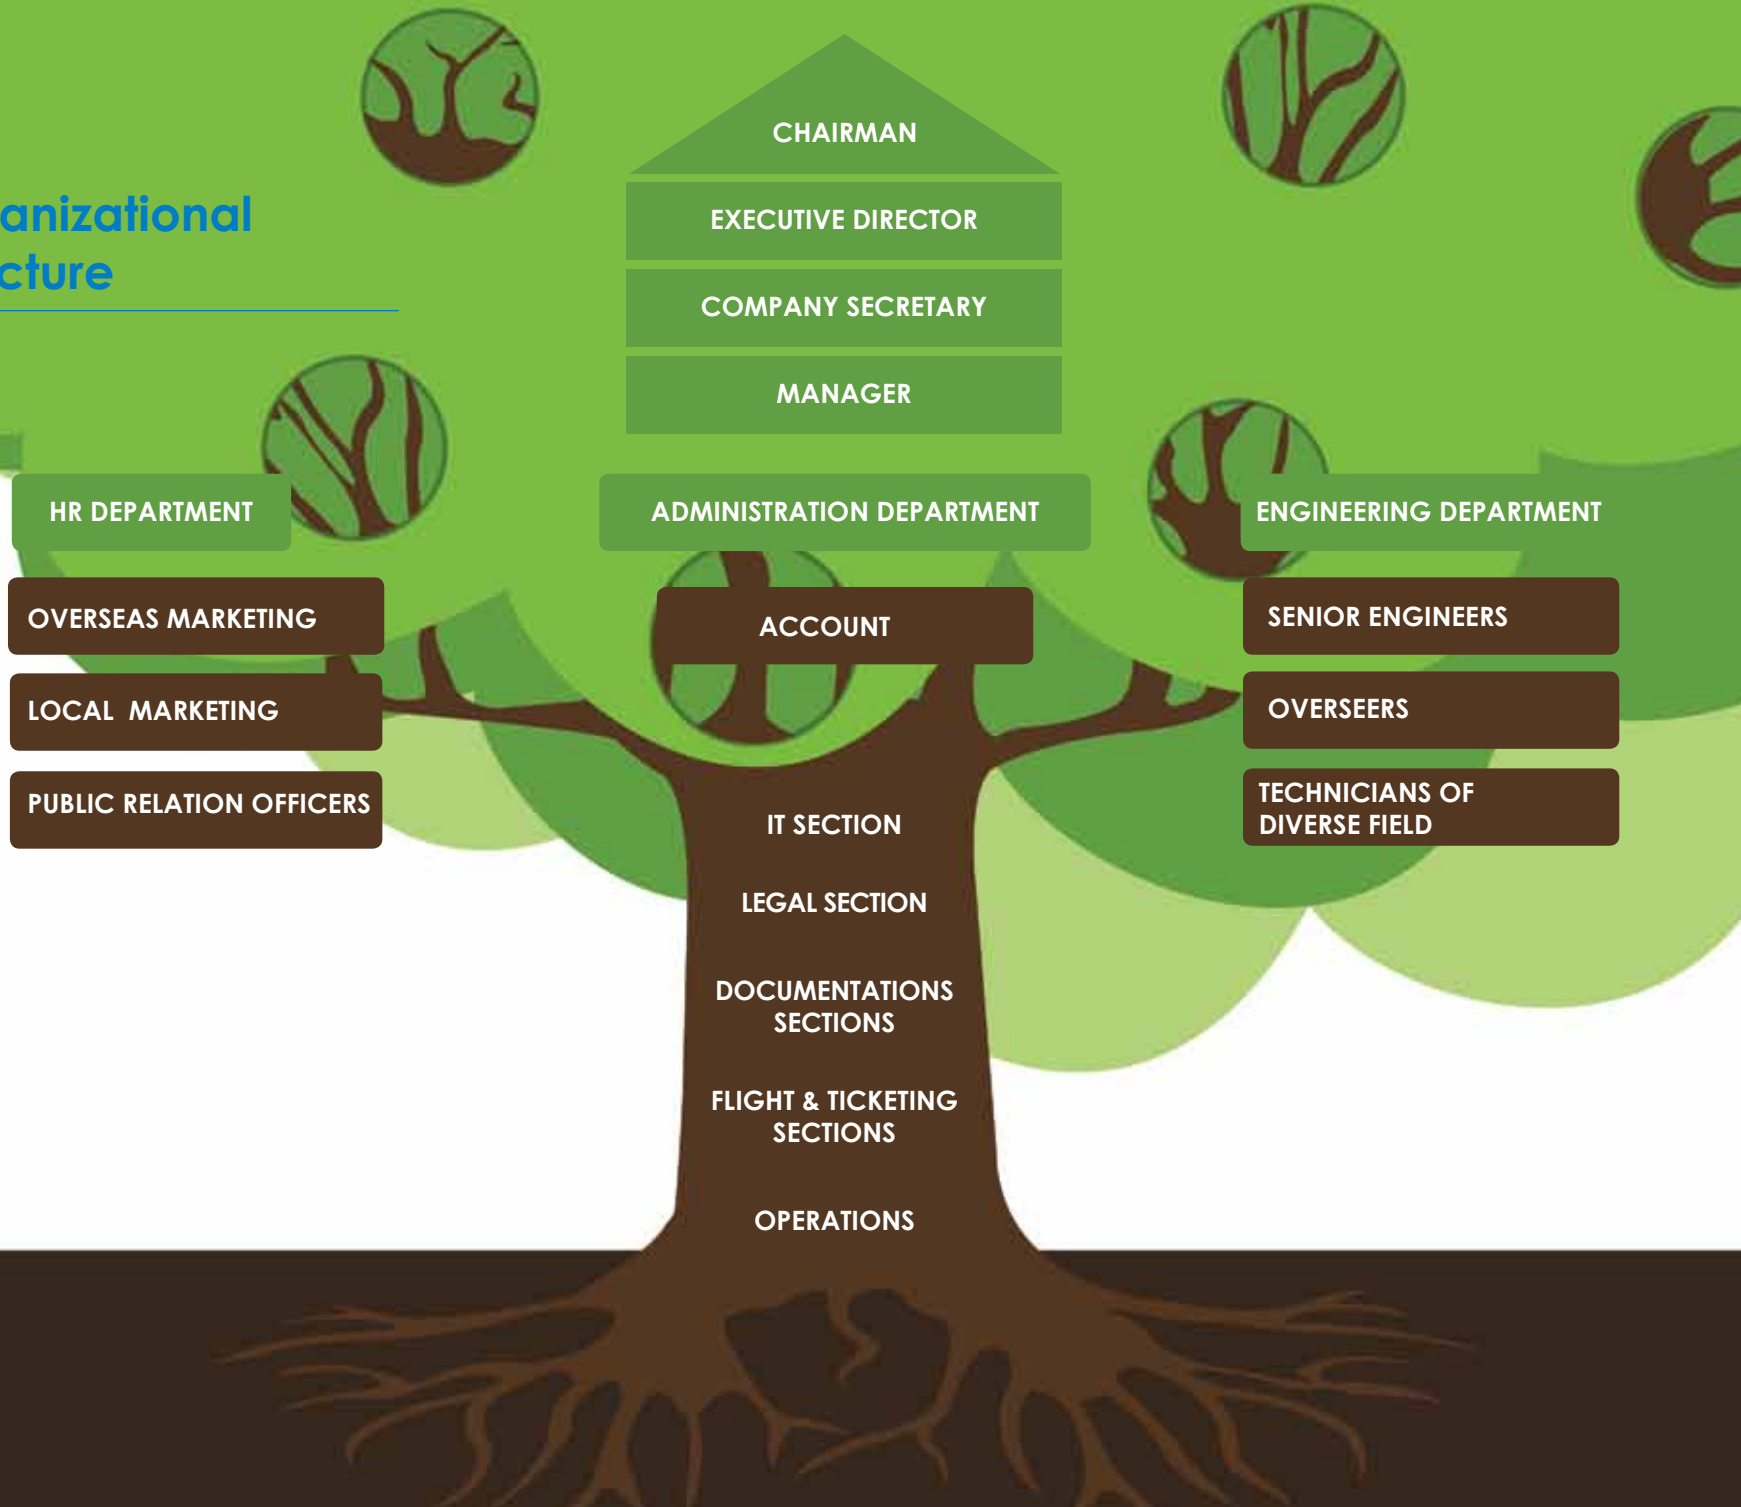 anizational
cture
CHAIRMAN
EXECUTIVE DIRECTOR
COMPANY SECRETARY
MANAGER
HR DEPARTMENT
OVERSEAS MARKETING
LOCAL MARKETING
PUBLIC RELATION OFFICERS
ADMINISTRATION DEPARTMENT
ACCOUNT
IT SECTION
LEGAL SECTION
DOCUMENTATIONS
SECTIONS
FLIGHT & TICKETING
SECTIONS
OPERATIONS
ENGINEERING DEPARTMENT
SENIOR ENGINEERS
OVERSEERS
TECHNICIANS OF
DIVERSE FIELD